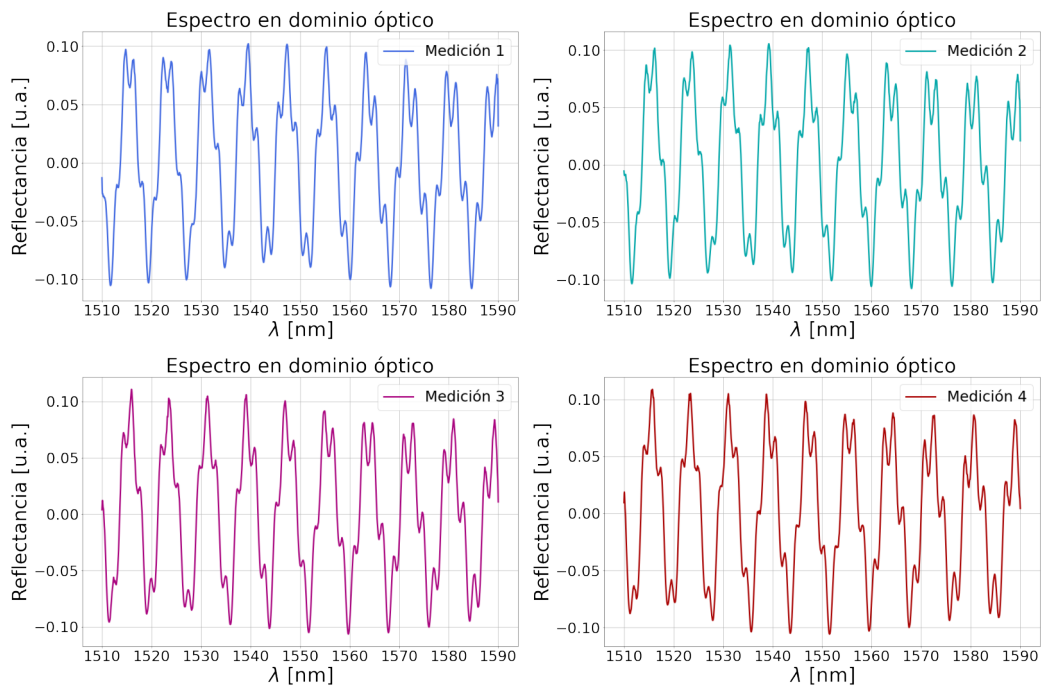 Espectro en dominio óptico
Medición 1
0.10
0.05
0.00
−0.05
−0.10
Reflectancia [u.a.]
1510 1520 1530 1540 1550 1560 1570 1580 1590
λ [nm]
Espectro en dominio óptico
Medición 2
0.10
0.05
0.00
−0.05
−0.10
Reflectancia [u.a.]
1510 1520 1530 1540 1550 1560 1570 1580 1590
λ [nm]
Espectro en dominio óptico
Medición 3
0.10
0.05
0.00
−0.05
−0.10
Reflectancia [u.a.]
1510 1520 1530 1540 1550 1560 1570 1580 1590
λ [nm]
Espectro en dominio óptico
Medición 4
0.10
0.05
0.00
−0.05
−0.10
Reflectancia [u.a.]
1510 1520 1530 1540 1550 1560 1570 1580 1590
λ [nm]